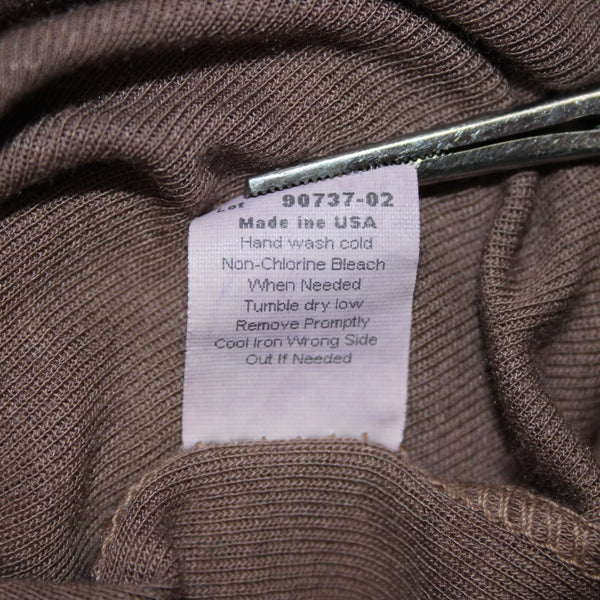 Lot 90737-02
Made ine USA
Hand wash cold
Non-Chlorine Bleach
When Needed
Tumble dry low
Remove Promptly
Cool Iron Wrong Side
Out If Needed